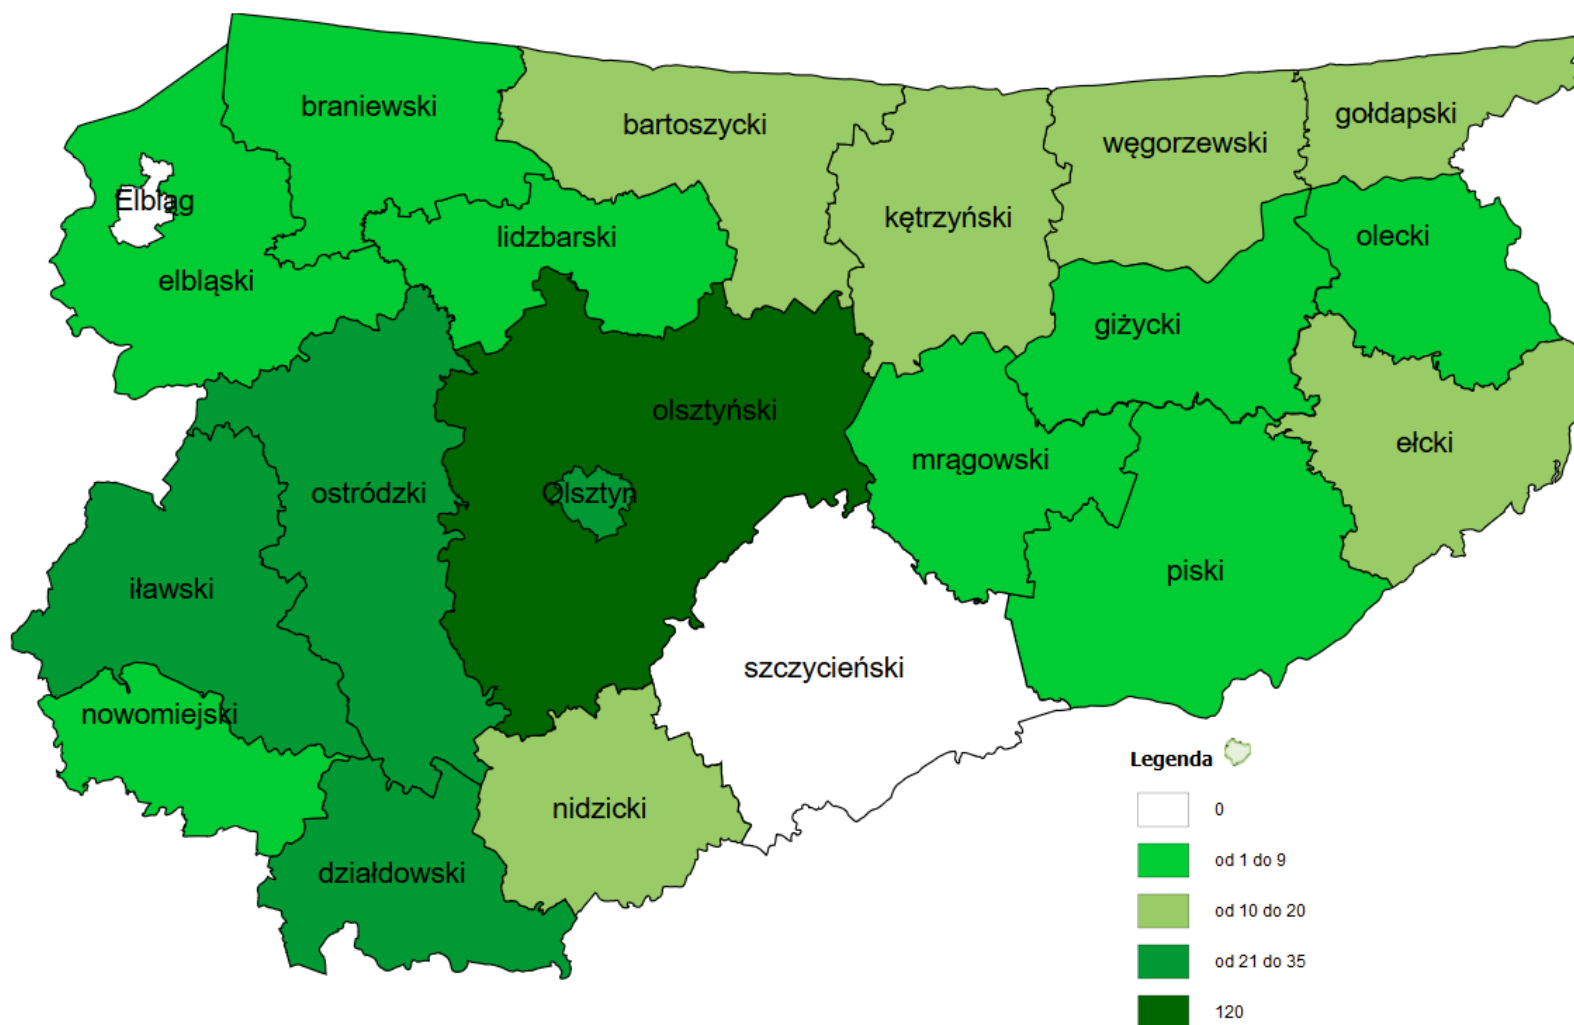 braniewski
bartoszycki
gołdapski
węgorzewski
Elbląg
kętrzyński
lidzbarski
olecki
elbląski
giżycki
olsztyński
ełcki
mrągowski
ostródzki
Olsztyn
iławski
piski
szczycieński
nowomiejski
nidzicki
działdowski
Legenda
0
od 1 do 9
od 10 do 20
od 21 do 35
120